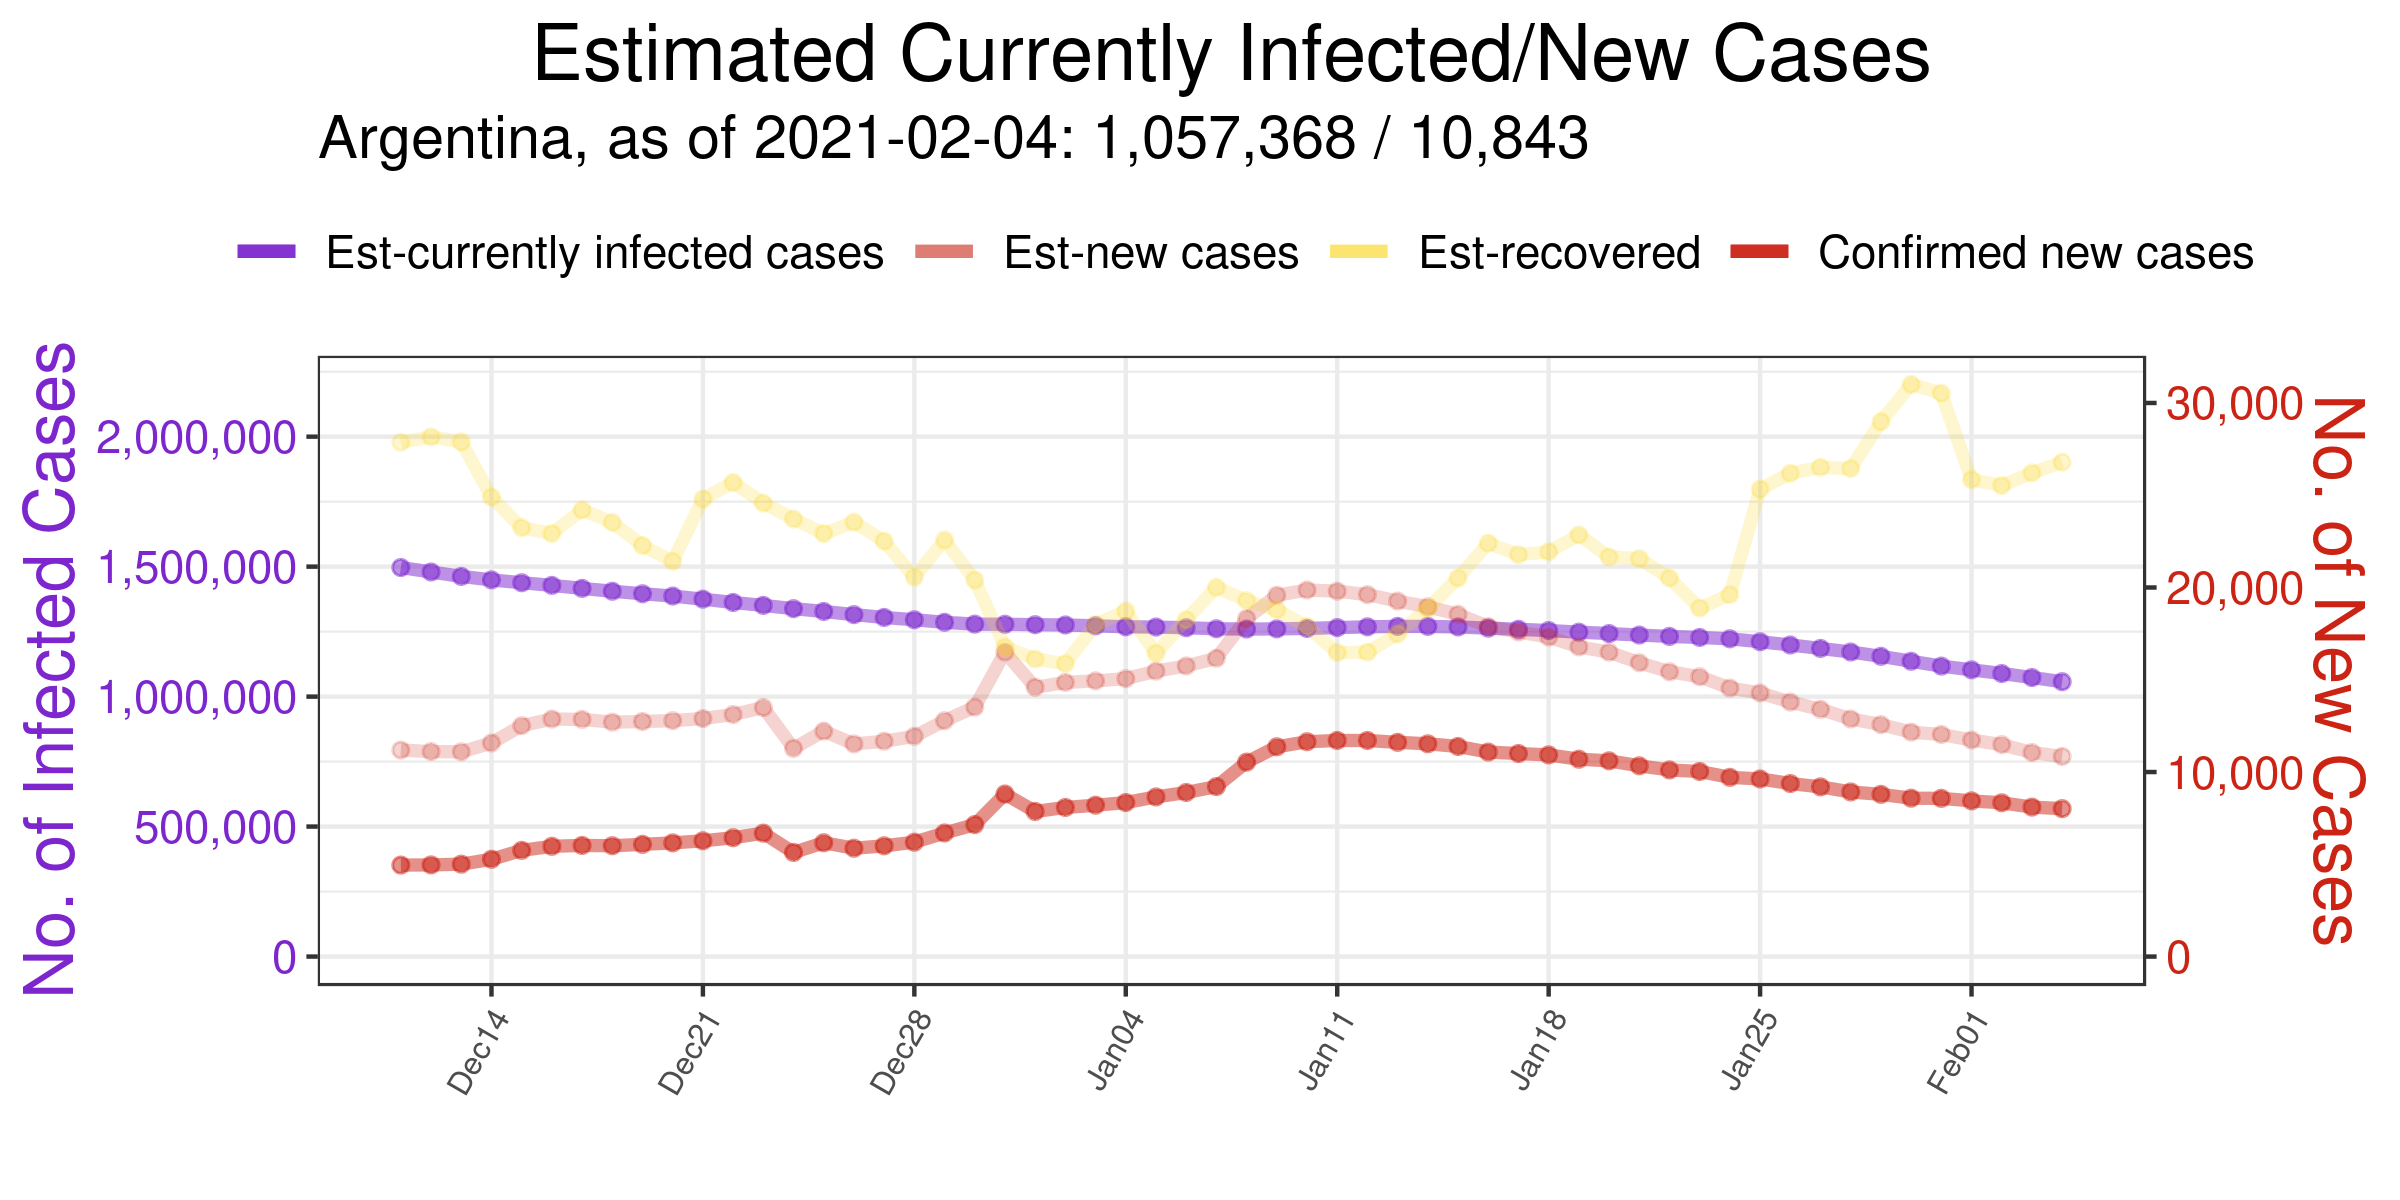 Estimated Currently Infected/New Cases
Argentina, as of 2021-02-04: 1,057,368 / 10,843
Est-currently infected cases Est-new cases Est-recovered Confirmed new cases
No. of Infected Cases
2,000,000
1,500,000
1,000,000
500,000
0
30,000
20,000
10,000
0
No. of New Cases
Dec14 Dec21 Dec28 Jan04 Jan11 Jan18 Jan25 Feb01